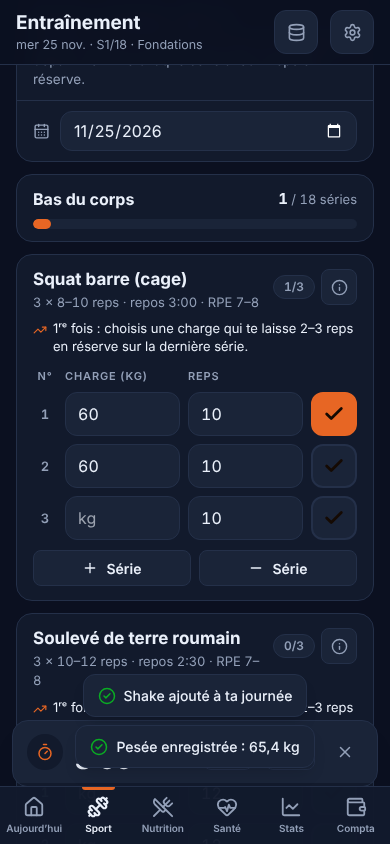 Entraînement
mer 25 nov. · S1/18 · Fondations
réserve.
11/25/2026
Bas du corps
1 / 18 séries
Squat barre (cage)
3 × 8–10 reps · repos 3:00 · RPE 7–8
1/3
1ʳᵉ fois : choisis une charge qui te laisse 2–3 reps
en réserve sur la dernière série.
N° CHARGE (KG) REPS
1 60 10
2 60 10
3 kg 10
+ Série
− Série
Soulevé de terre roumain
3 × 10–12 reps · repos 2:30 · RPE 7–
8
0/3
Shake ajouté à ta journée
Pesée enregistrée : 65,4 kg
Aujourd'hui
Sport
Nutrition
Santé
Stats
Compta